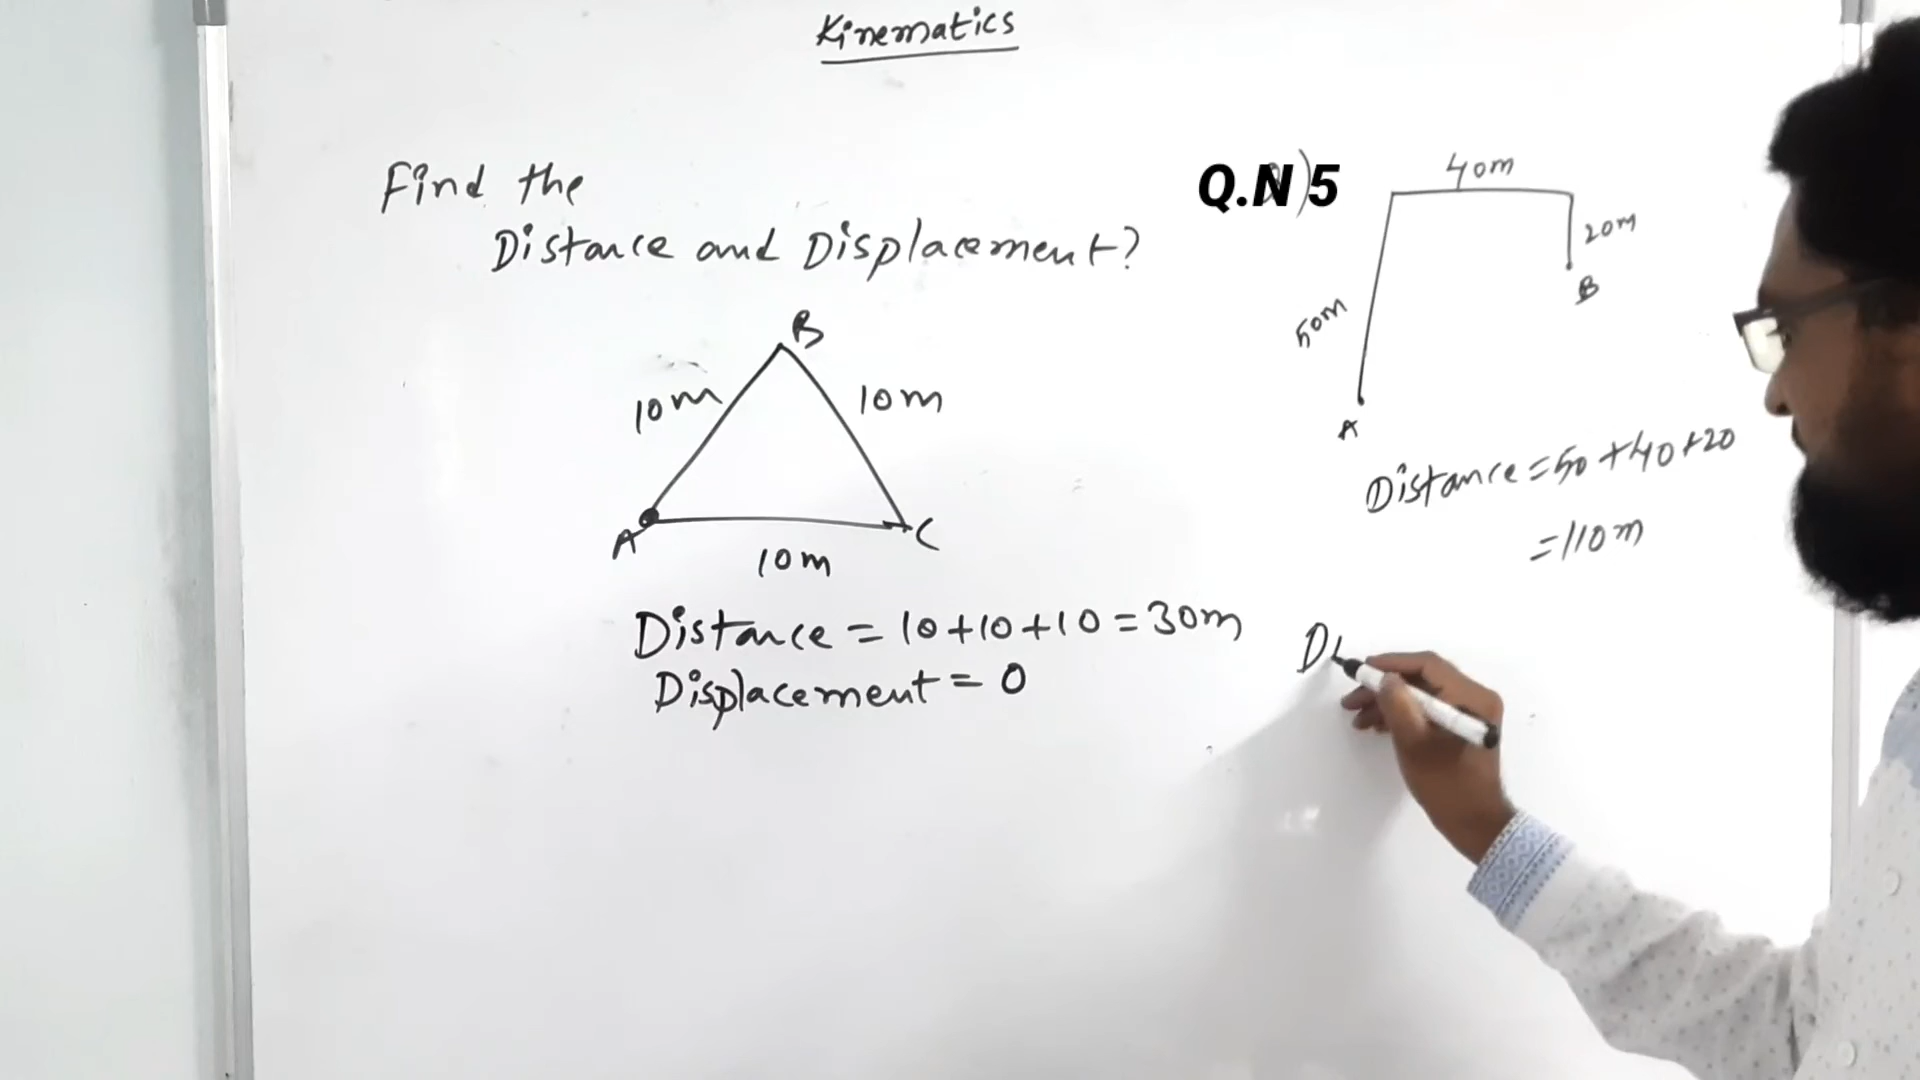 Kinematics
Find the
Distance and Displacement?
B
10m
10m
A
C
10m
Distance = 10+10+10 = 30m
Displacement = 0
Q.N)5
40m
20m
B
50m
A
Distance = 50+40+20
= 110m
Di